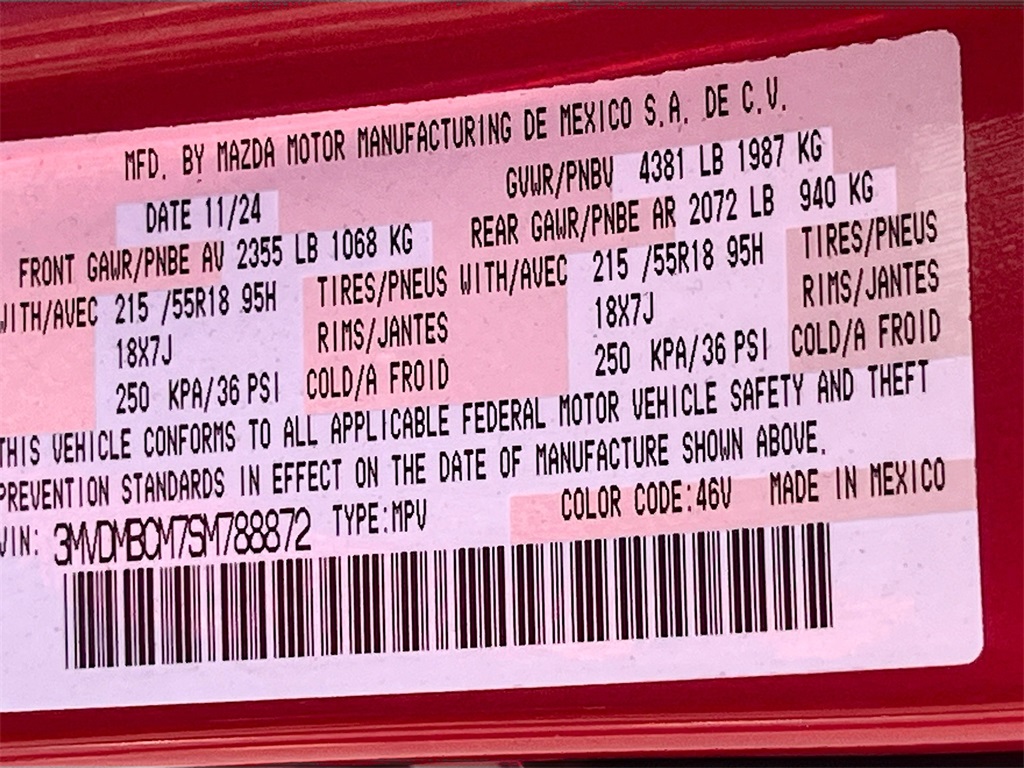 MFD. BY MAZDA MOTOR MANUFACTURING DE MEXICO S.A. DE C.V.
DATE 11/24 GVWR/PNBV 4381 LB 1987 KG
FRONT GAWR/PNBE AV 2355 LB 1068 KG REAR GAWR/PNBE AR 2072 LB 940 KG
WITH/AVEC 215 /55R18 95H TIRES/PNEUS WITH/AVEC 215 /55R18 95H TIRES/PNEUS
18X7J RIMS/JANTES 18X7J RIMS/JANTES
250 KPA/36 PSI COLD/A FROID 250 KPA/36 PSI COLD/A FROID
THIS VEHICLE CONFORMS TO ALL APPLICABLE FEDERAL MOTOR VEHICLE SAFETY AND THEFT
PREVENTION STANDARDS IN EFFECT ON THE DATE OF MANUFACTURE SHOWN ABOVE.
VIN: 3MVDMBCM7SM788872 TYPE:MPV COLOR CODE:46V MADE IN MEXICO